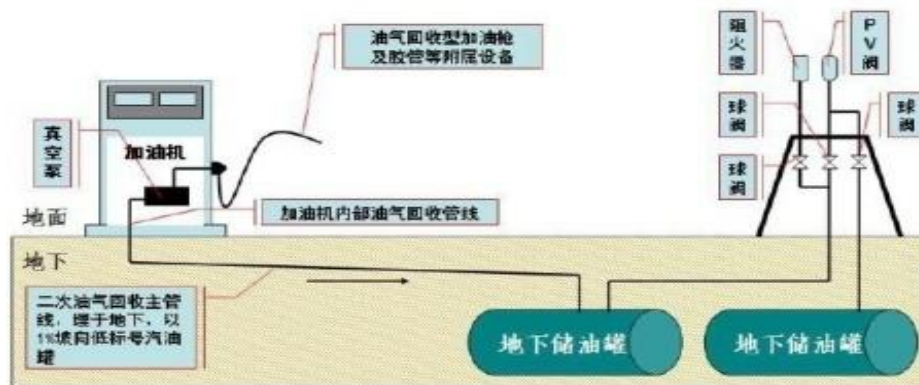 油气回收型加油枪
及胶管等附属设备
阻火器
PV阀
真空泵
加油机
球阀
球阀
球阀
地面
加油机内部油气回收管线
地下
二次油气回收主管
线，埋于地下，以
1%坡向低标号汽油
罐
地下储油罐
地下储油罐